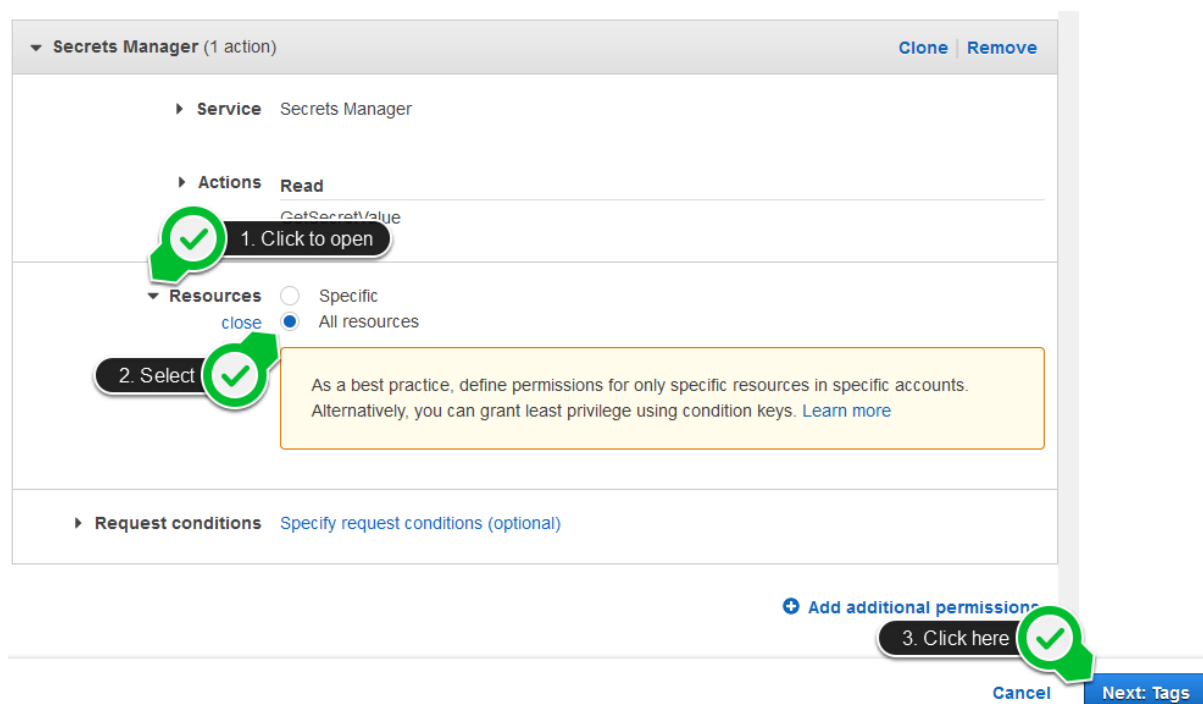 Secrets Manager (1 action) Clone Remove
Service Secrets Manager
Actions Read
GetSecretValue
1. Click to open
Resources Specific
close All resources
2. Select
As a best practice, define permissions for only specific resources in specific accounts.
Alternatively, you can grant least privilege using condition keys. Learn more
Request conditions Specify request conditions (optional)
Add additional permissions
3. Click here
Cancel Next: Tags